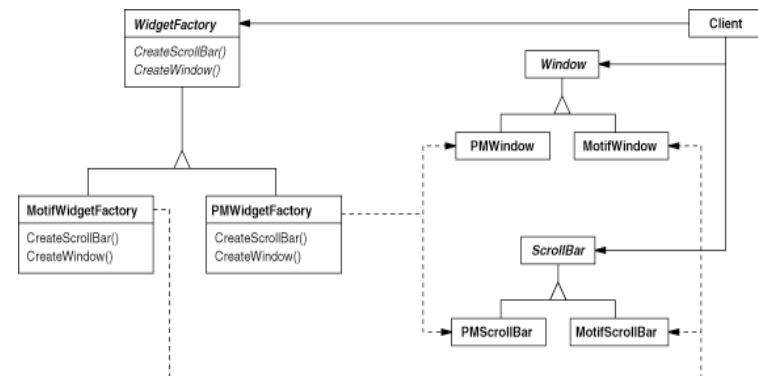 WidgetFactory
CreateScrollBar()
CreateWindow()
Client
Window
PMWindow
MotifWindow
MotifWidgetFactory
CreateScrollBar()
CreateWindow()
PMWidgetFactory
CreateScrollBar()
CreateWindow()
ScrollBar
PMScrollBar
MotifScrollBar